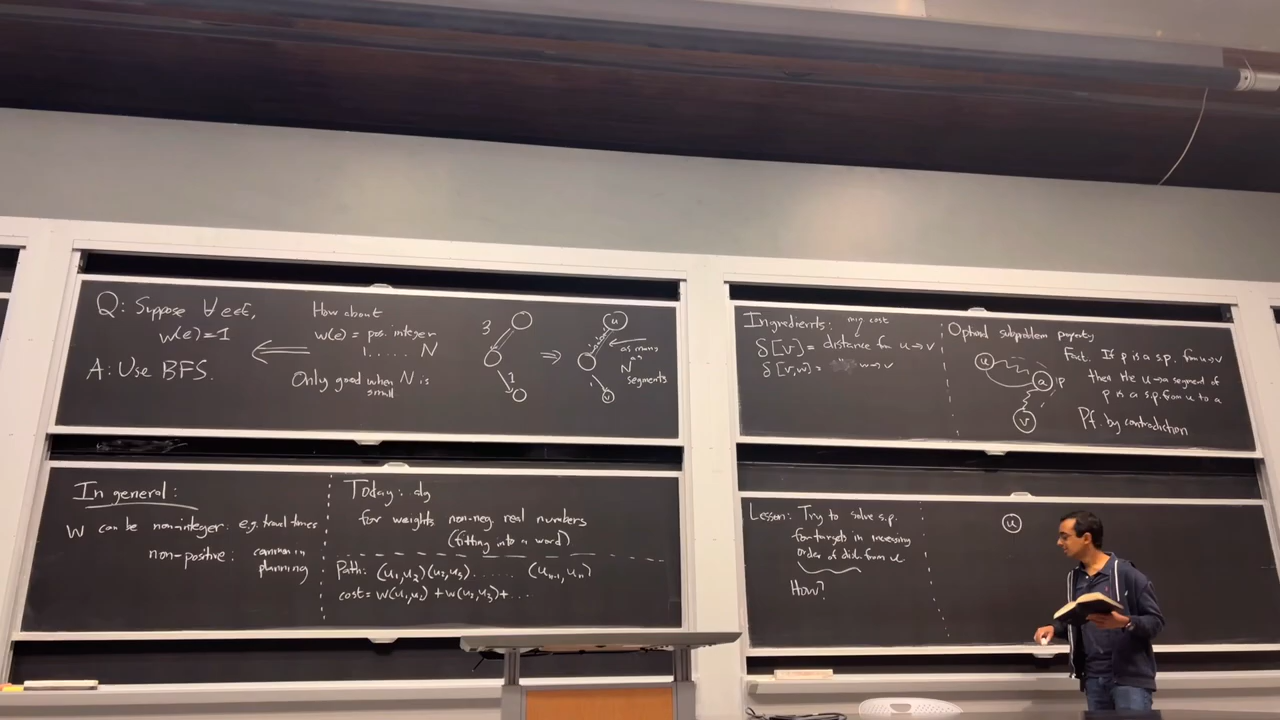 Q: Suppose ∀e∈E,
w(e)=1
A: Use BFS.
How about
w(e) = pos. integer
1, . . . . . N
Only good when N is
small
3
1
⇒
u
as many
as
N
segments
v
In general:
W can be non-integer: e.g. travel times
non-positive: common in
planning
Today: alg
for weights non-neg. real numbers
(fitting into a word)
Path: (u₁,u₂)(u₂,u₃) . . . . . . (uₙ₋₁,uₙ)
cost = w(u₁,u₂) + w(u₂,u₃) + . . .
Ingredients: min cost
δ[v] = distance from u→v
δ[v,w] = w→v
Optimal subproblem property
u
a
p
v
Fact: If p is a s.p. from u→v
then the u→a segment of
p is a s.p. from u to a
Pf. by contradiction
Lesson: Try to solve s.p.
for targets in increasing
order of dist. from u.
How?
u